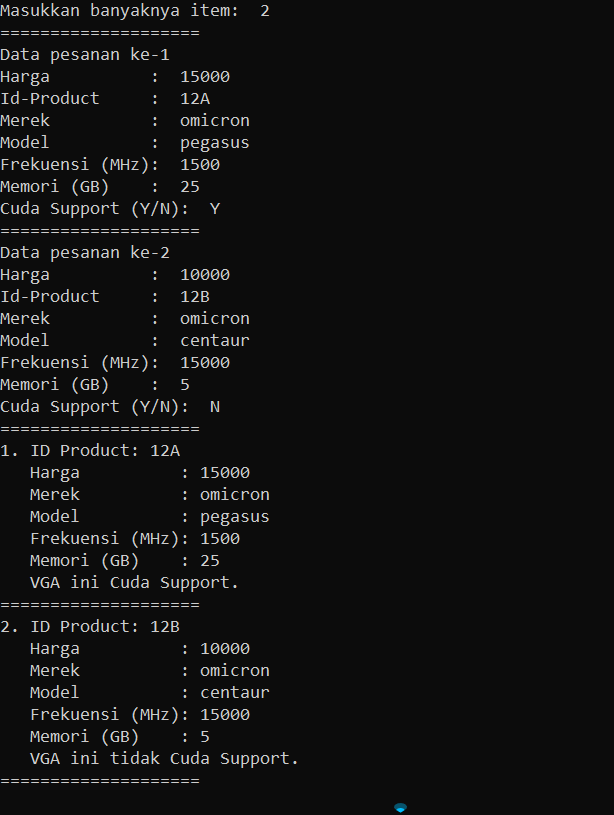 Masukkan banyaknya item:  2
====================
Data pesanan ke-1
Harga          :  15000
Id-Product     :  12A
Merek          :  omicron
Model          :  pegasus
Frekuensi (MHz):  1500
Memori (GB)    :  25
Cuda Support (Y/N):  Y
====================
Data pesanan ke-2
Harga          :  10000
Id-Product     :  12B
Merek          :  omicron
Model          :  centaur
Frekuensi (MHz):  15000
Memori (GB)    :  5
Cuda Support (Y/N):  N
====================
1. ID Product: 12A
   Harga          : 15000
   Merek          : omicron
   Model          : pegasus
   Frekuensi (MHz): 1500
   Memori (GB)    : 25
   VGA ini Cuda Support.
====================
2. ID Product: 12B
   Harga          : 10000
   Merek          : omicron
   Model          : centaur
   Frekuensi (MHz): 15000
   Memori (GB)    : 5
   VGA ini tidak Cuda Support.
====================